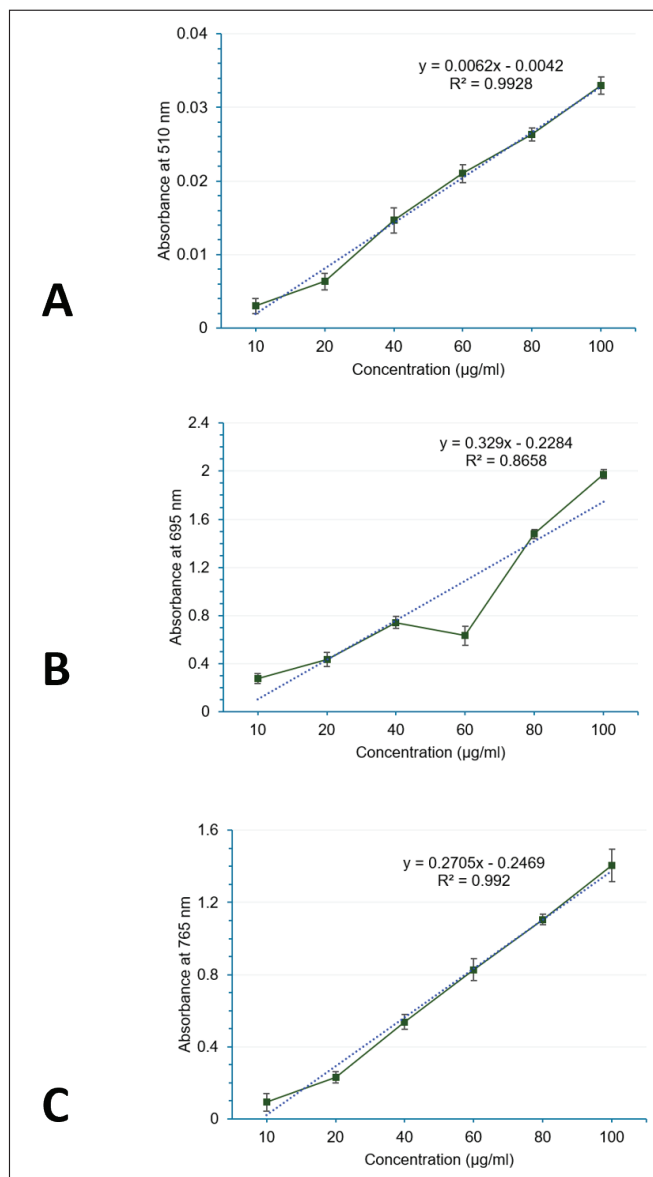 A
Absorbance at 510 nm
y = 0.0062x - 0.0042
R² = 0.9928
0.04
0.03
0.02
0.01
0
10 20 40 60 80 100
Concentration (µg/ml)
B
Absorbance at 695 nm
y = 0.329x - 0.2284
R² = 0.8658
2.4
2
1.6
1.2
0.8
0.4
0
10 20 40 60 80 100
Concentration (µg/ml)
C
Absorbance at 765 nm
y = 0.2705x - 0.2469
R² = 0.992
1.6
1.2
0.8
0.4
0
10 20 40 60 80 100
Concentration (µg/ml)